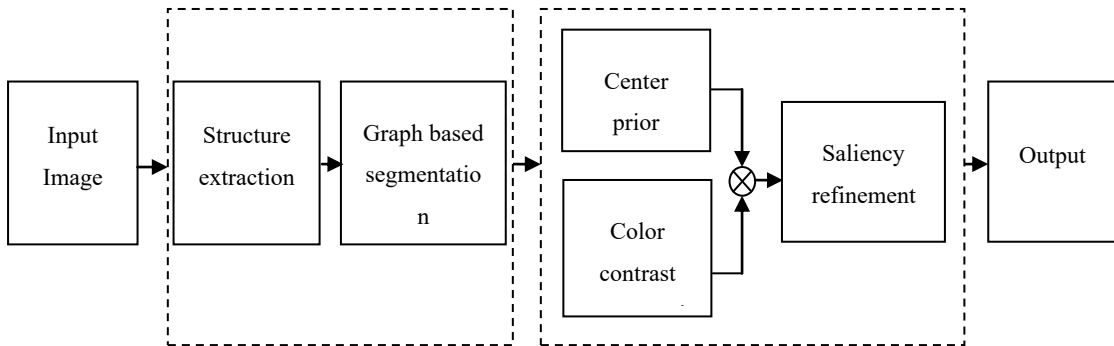 Input
Image
Structure
extraction
Graph based
segmentatio
n
Center
prior
Color
contrast
Saliency
refinement
Output